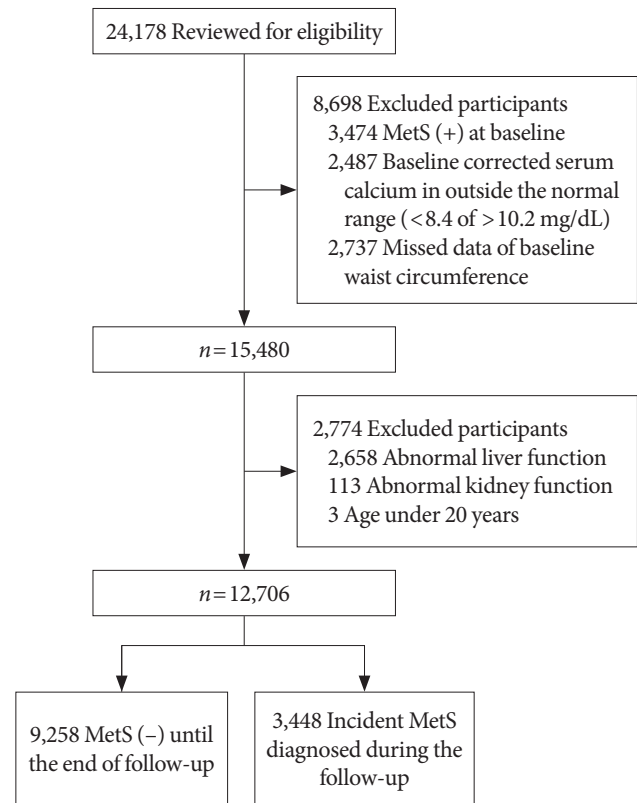 24,178 Reviewed for eligibility
8,698 Excluded participants
3,474 MetS (+) at baseline
2,487 Baseline corrected serum
calcium in outside the normal
range (<8.4 of >10.2 mg/dL)
2,737 Missed data of baseline
waist circumference
n=15,480
2,774 Excluded participants
2,658 Abnormal liver function
113 Abnormal kidney function
3 Age under 20 years
n=12,706
9,258 MetS (–) until
the end of follow-up
3,448 Incident MetS
diagnosed during the
follow-up